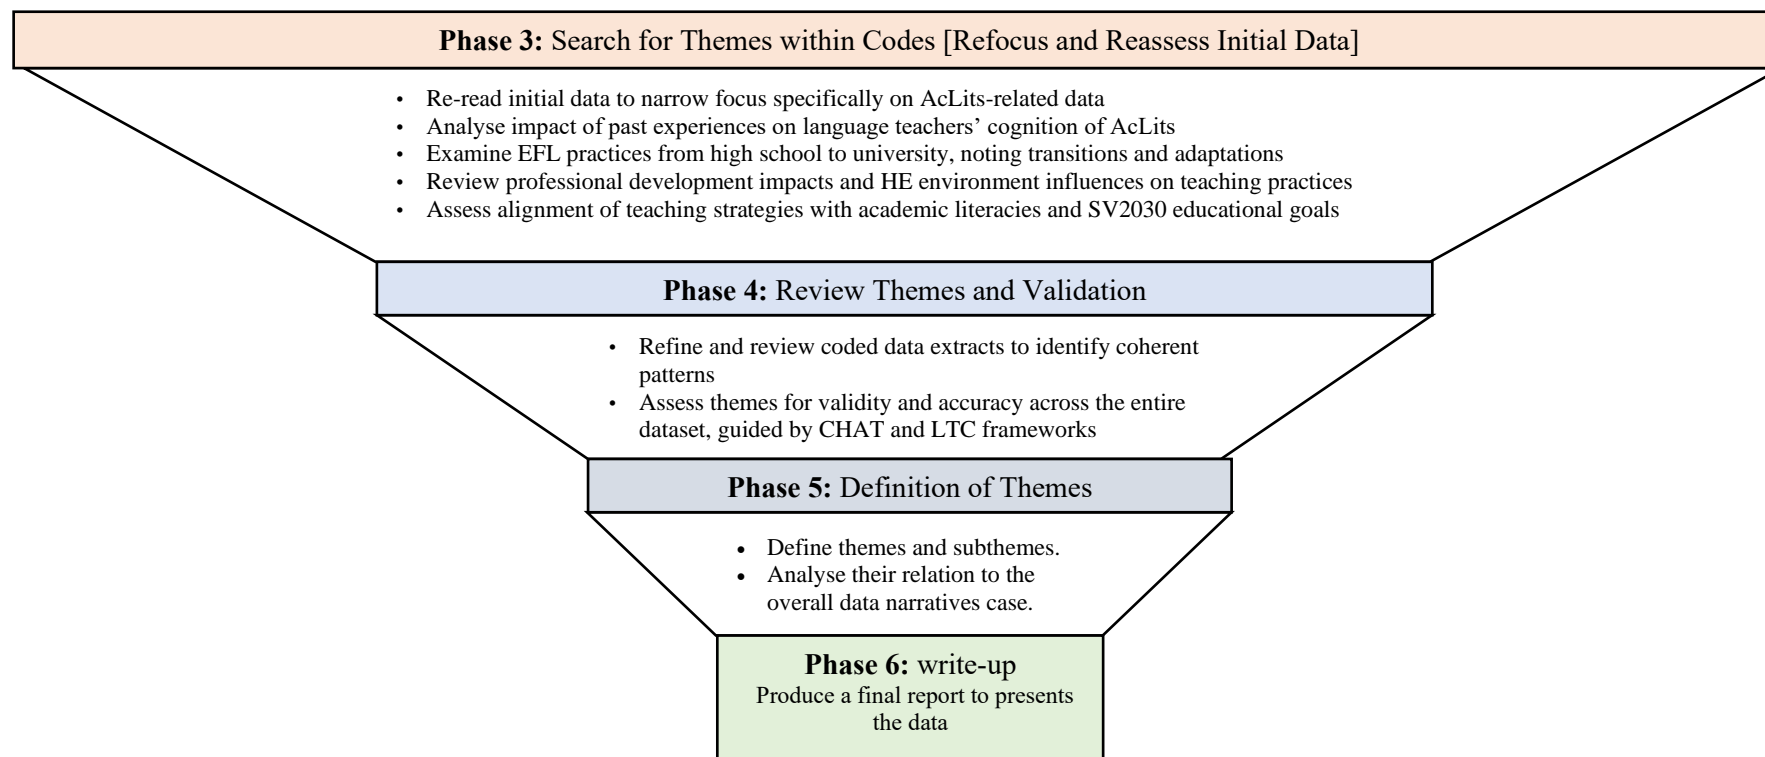 Phase 3: Search for Themes within Codes [Refocus and Reassess Initial Data]
• Re-read initial data to narrow focus specifically on AcLits-related data
• Analyse impact of past experiences on language teachers’ cognition of AcLits
• Examine EFL practices from high school to university, noting transitions and adaptations
• Review professional development impacts and HE environment influences on teaching practices
• Assess alignment of teaching strategies with academic literacies and SV2030 educational goals
Phase 4: Review Themes and Validation
• Refine and review coded data extracts to identify coherent
patterns
• Assess themes for validity and accuracy across the entire
dataset, guided by CHAT and LTC frameworks
Phase 5: Definition of Themes
• Define themes and subthemes.
• Analyse their relation to the
overall data narratives case.
Phase 6: write-up
Produce a final report to presents
the data